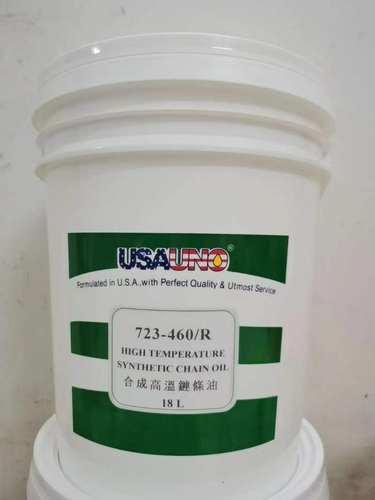 USAUNO®
Formulated in U.S.A.,with Perfect Quality & Utmost Service
723-460/R
HIGH TEMPERATURE
SYNTHETIC CHAIN OIL
合成高溫鏈條油
18 L